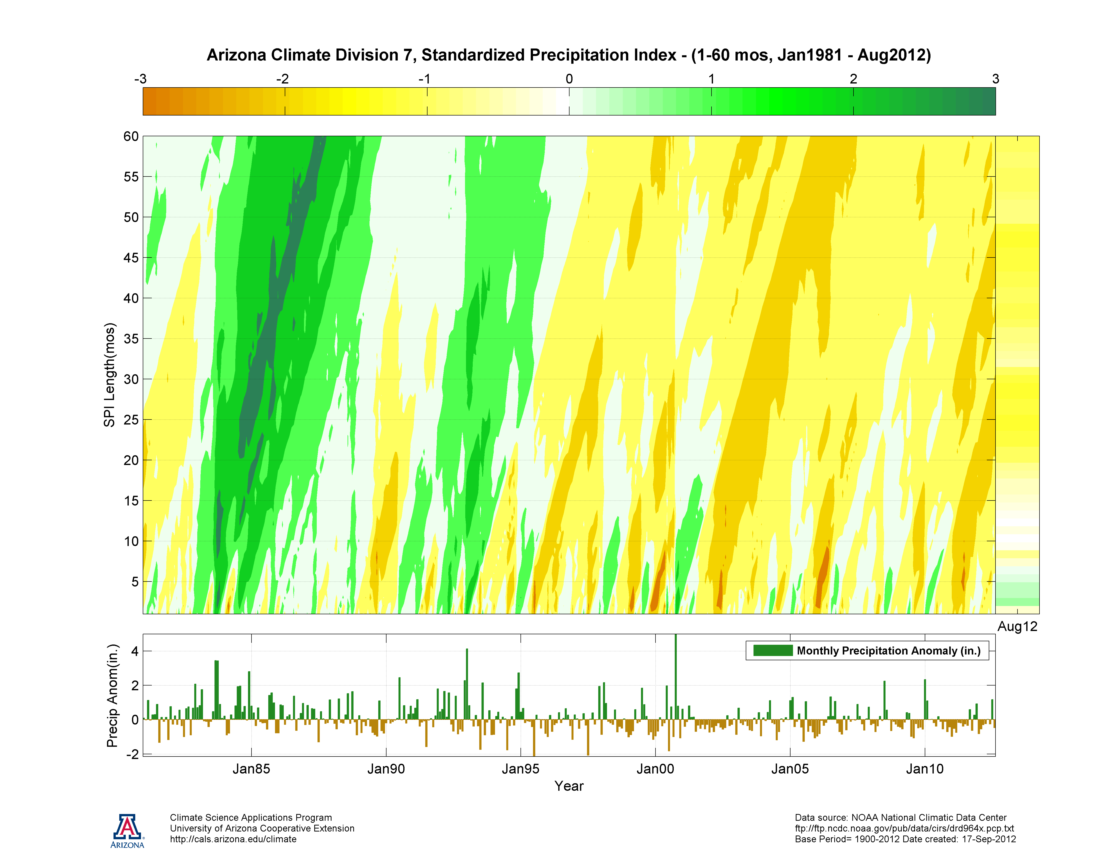 Arizona Climate Division 7, Standardized Precipitation Index - (1-60 mos, Jan1981 - Aug2012)
-3 -2 -1 0 1 2 3
60
55
50
45
40
35
30
25
20
15
10
5
SPI Length(mos)
Aug12
Monthly Precipitation Anomaly (in.)
4
2
0
-2
Precip Anom(in.)
Jan85 Jan90 Jan95 Jan00 Jan05 Jan10
Year
ARIZONA
Climate Science Applications Program
University of Arizona Cooperative Extension
http://cals.arizona.edu/climate
Data source: NOAA National Climatic Data Center
ftp://ftp.ncdc.noaa.gov/pub/data/cirs/drd964x.pcp.txt
Base Period= 1900-2012 Date created: 17-Sep-2012